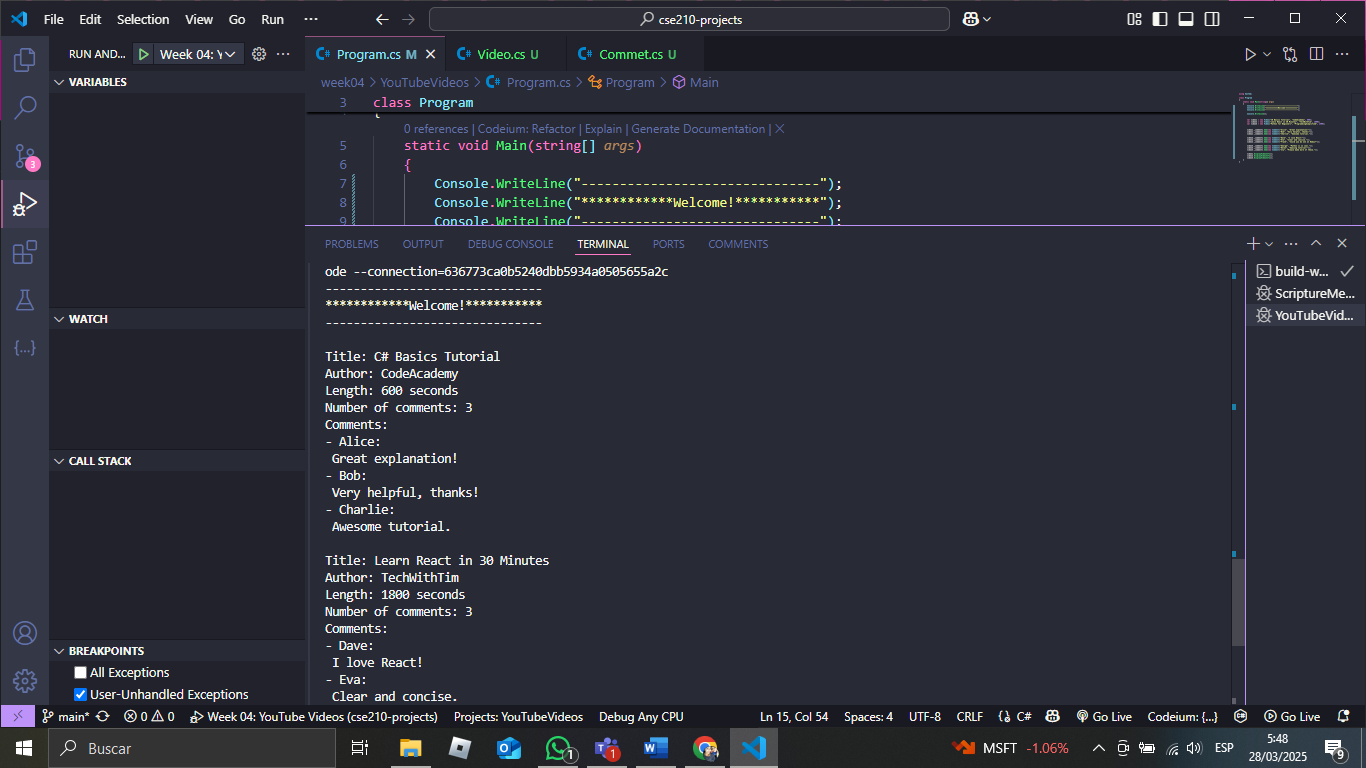 File Edit Selection View Go Run ··· cse210-projects
RUN AND... Week 04: Y ···
Program.cs M Video.cs U Commet.cs U ···
VARIABLES
week04 > YouTubeVideos > Program.cs > Program > Main
3 class Program
{
0 references | Codeium: Refactor | Explain | Generate Documentation | X
5 static void Main(string[] args)
6 {
7 Console.WriteLine("-------------------------------");
8 Console.WriteLine("************Welcome!***********");
9 Console.WriteLine("-------------------------------");
PROBLEMS OUTPUT DEBUG CONSOLE TERMINAL PORTS COMMENTS
ode --connection=636773ca0b5240dbb5934a0505655a2c
-------------------------------
************Welcome!***********
-------------------------------
Title: C# Basics Tutorial
Author: CodeAcademy
Length: 600 seconds
Number of comments: 3
Comments:
- Alice:
Great explanation!
- Bob:
Very helpful, thanks!
- Charlie:
Awesome tutorial.
Title: Learn React in 30 Minutes
Author: TechWithTim
Length: 1800 seconds
Number of comments: 3
Comments:
- Dave:
I love React!
- Eva:
Clear and concise.
build-w...
ScriptureMe...
YouTubeVid...
WATCH
CALL STACK
BREAKPOINTS
All Exceptions
User-Unhandled Exceptions
3
main* 0 0 Week 04: YouTube Videos (cse210-projects) Projects: YouTubeVideos Debug Any CPU Ln 15, Col 54 Spaces: 4 UTF-8 CRLF {} C# Go Live Codeium: {...} Go Live
Buscar 1 1 MSFT -1.06% ESP 5:48 9
28/03/2025